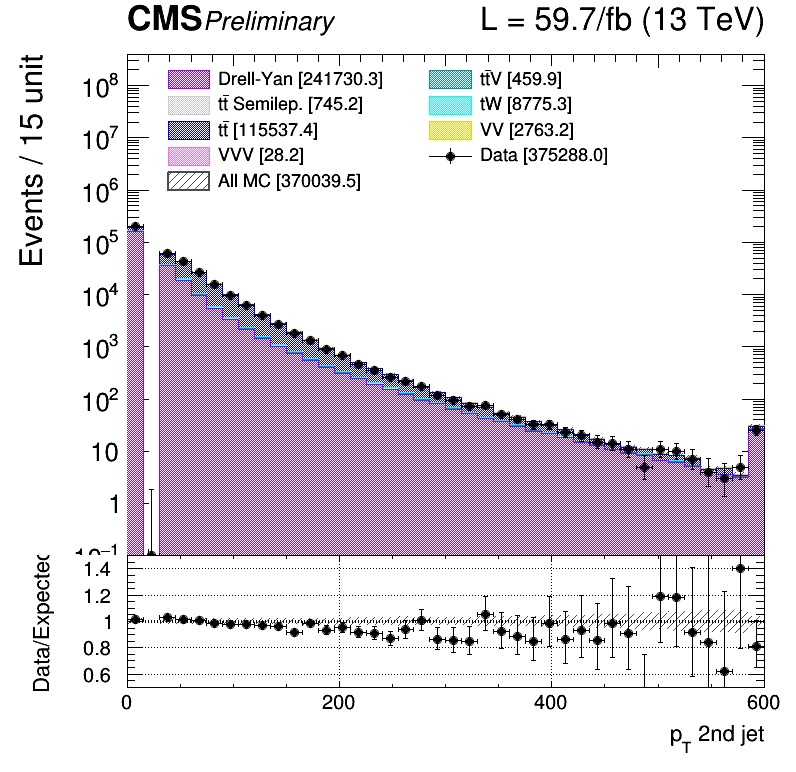 CMS Preliminary L = 59.7/fb (13 TeV)
Drell-Yan [241730.3] tt̄V [459.9]
tt̄ Semilep. [745.2] tW [8775.3]
tt̄ [115537.4] VV [2763.2]
VVV [28.2] Data [375288.0]
All MC [370039.5]
Events / 15 unit
10⁸
10⁷
10⁶
10⁵
10⁴
10³
10²
10
1
10⁻¹
Data/Expected
1.4
1.2
1
0.8
0.6
0 200 400 600
p_T 2nd jet